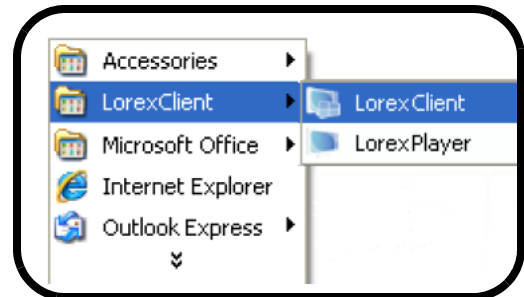 Accessories
LorexClient
LorexClient
Microsoft Office
LorexPlayer
Internet Explorer
Outlook Express